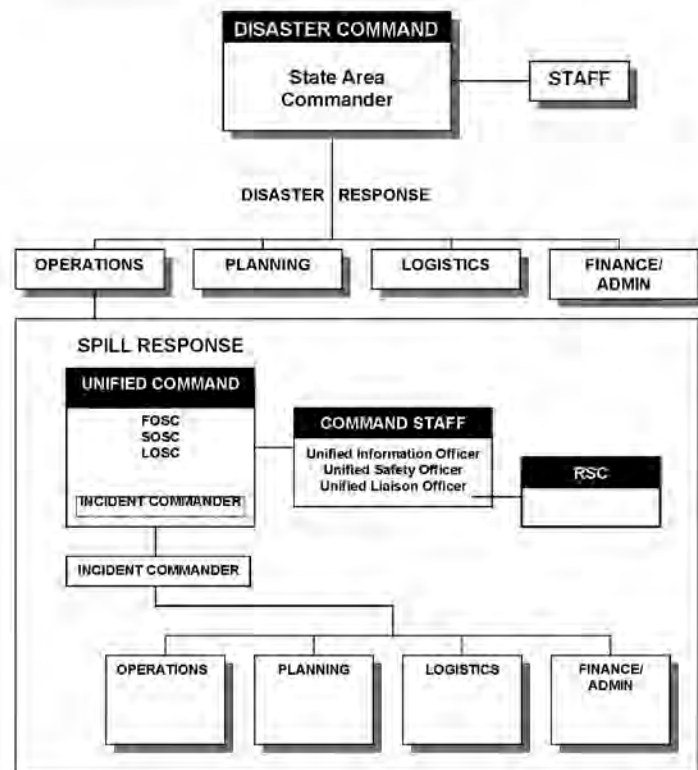 DISASTER COMMAND
State Area
Commander
STAFF
DISASTER RESPONSE
OPERATIONS
PLANNING
LOGISTICS
FINANCE/
ADMIN
SPILL RESPONSE
UNIFIED COMMAND
FOSC
SOSC
LOSC
INCIDENT COMMANDER
COMMAND STAFF
Unified Information Officer
Unified Safety Officer
Unified Liaison Officer
RSC
INCIDENT COMMANDER
OPERATIONS
PLANNING
LOGISTICS
FINANCE/
ADMIN